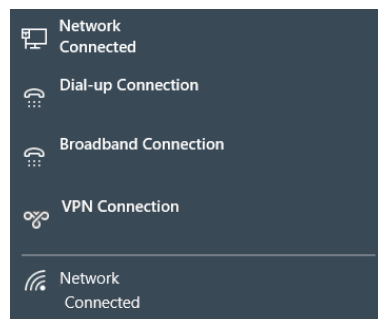 Network
Connected
Dial-up Connection
Broadband Connection
VPN Connection
Network
Connected